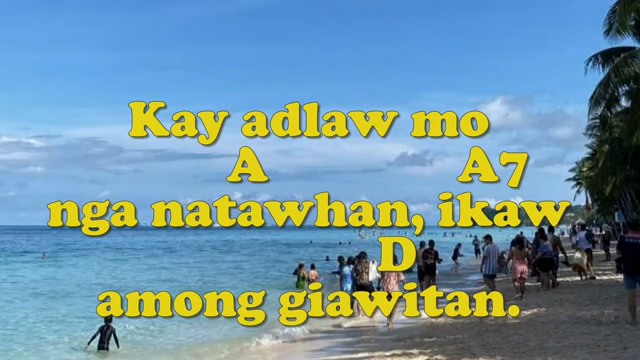 Kay adlaw mo
A A7
nga natawhan, ikaw
D
among giawitan.